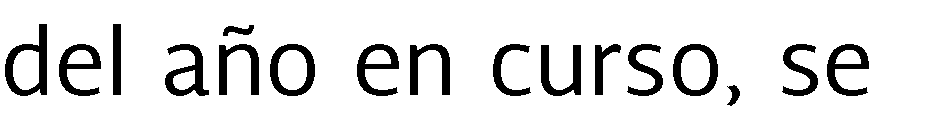 del año en curso, se